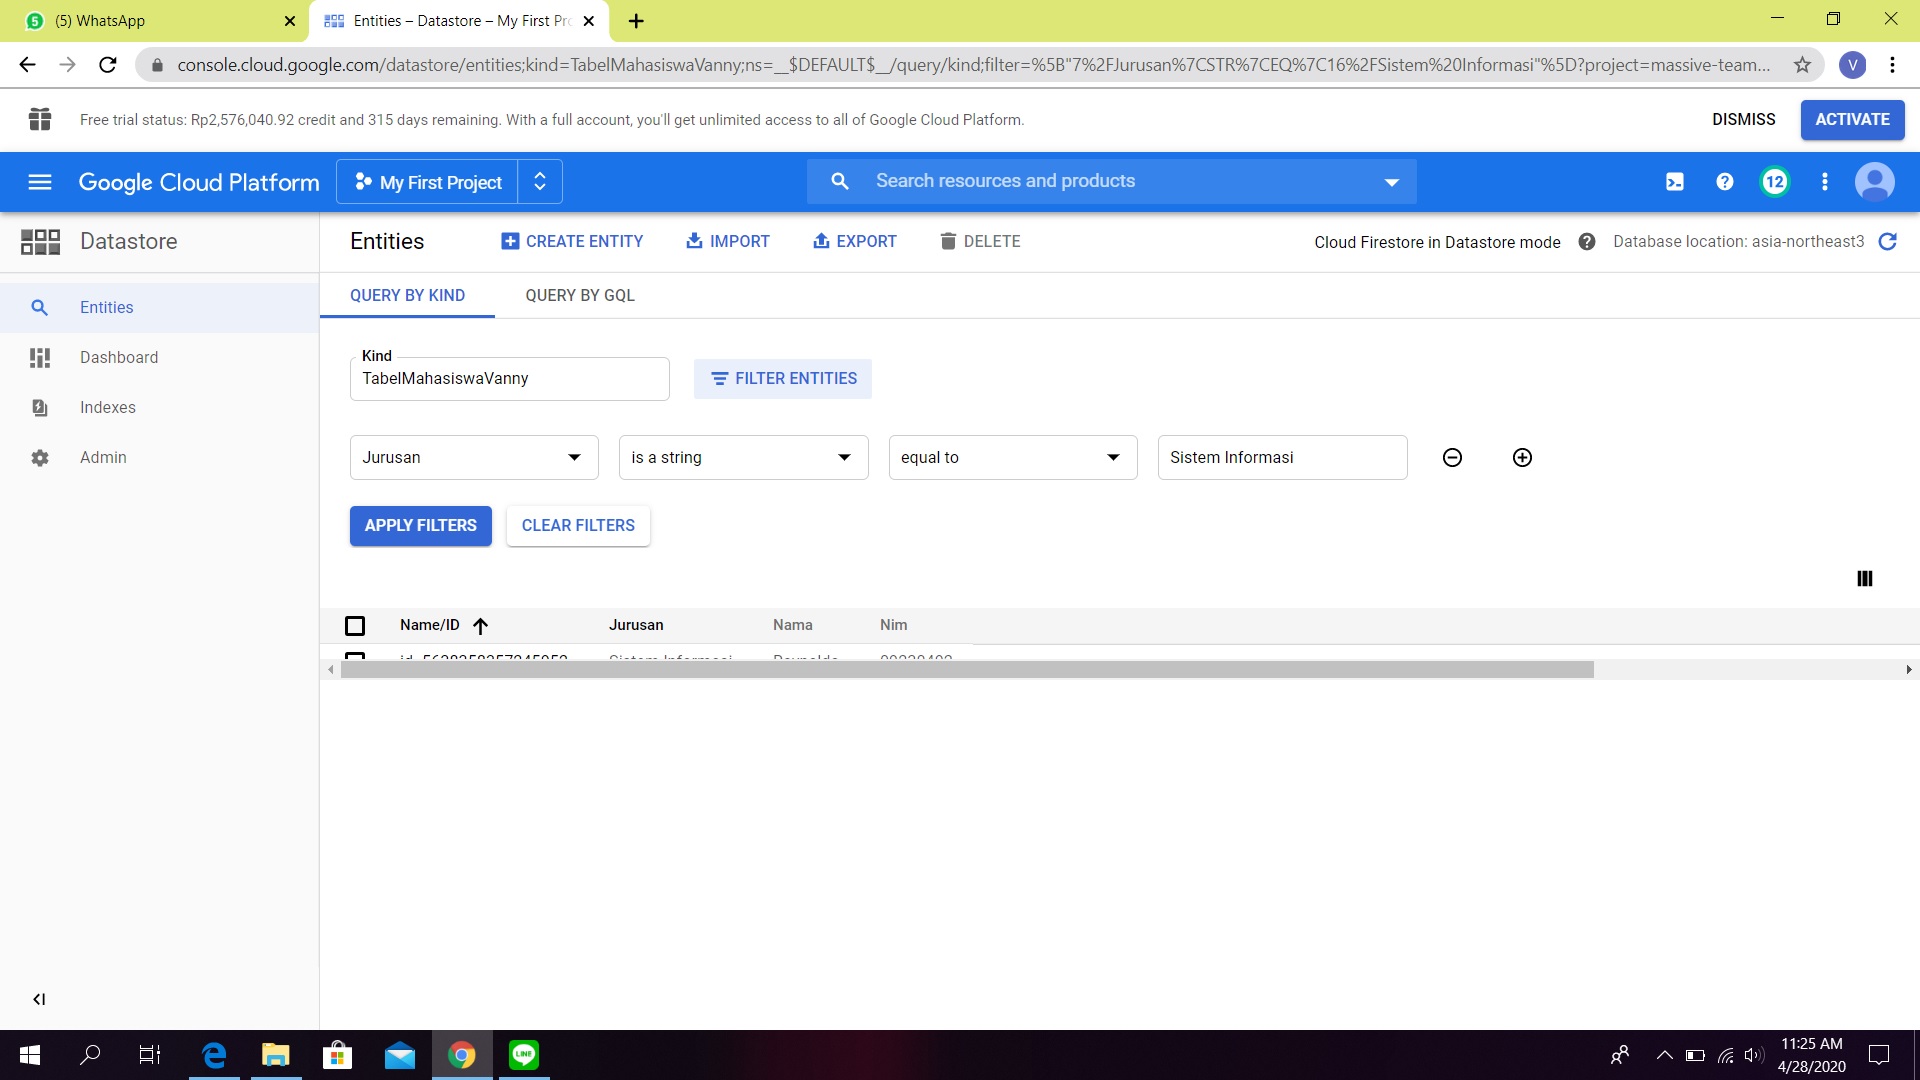 (5) WhatsApp
Entities – Datastore – My First Pro
console.cloud.google.com/datastore/entities;kind=TabelMahasiswaVanny;ns=__$DEFAULT$__/query/kind;filter=%5B"7%2FJurusan%7CSTR%7CEQ%7C16%2FSistem%20Informasi"%5D?project=massive-team...
V
Free trial status: Rp2,576,040.92 credit and 315 days remaining. With a full account, you'll get unlimited access to all of Google Cloud Platform.
DISMISS
ACTIVATE
Google Cloud Platform
My First Project
Search resources and products
12
Datastore
Entities
CREATE ENTITY
IMPORT
EXPORT
DELETE
Cloud Firestore in Datastore mode
Database location: asia-northeast3
Entities
Dashboard
Indexes
Admin
QUERY BY KIND
QUERY BY GQL
Kind
TabelMahasiswaVanny
FILTER ENTITIES
Jurusan
is a string
equal to
Sistem Informasi
APPLY FILTERS
CLEAR FILTERS
Name/ID
Jurusan
Nama
Nim
Sistem Informasi
LINE
11:25 AM
4/28/2020